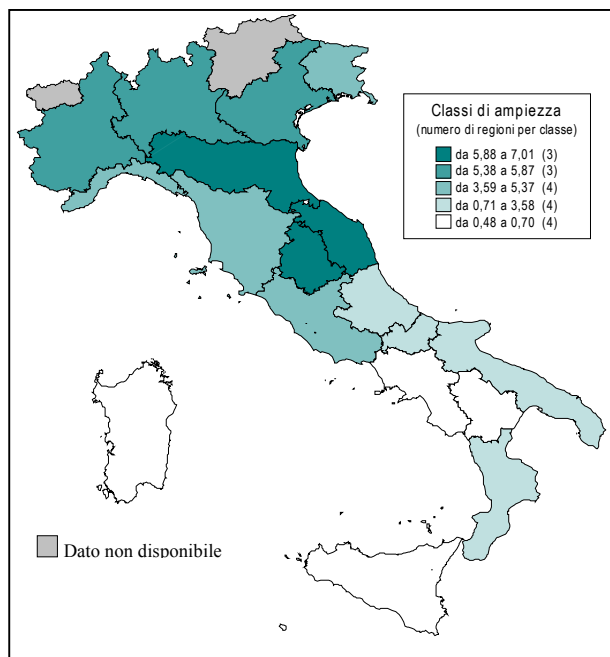 Classi di ampiezza
(numero di regioni per classe)
da 5,88 a 7,01 (3)
da 5,38 a 5,87 (3)
da 3,59 a 5,37 (4)
da 0,71 a 3,58 (4)
da 0,48 a 0,70 (4)
Dato non disponibile